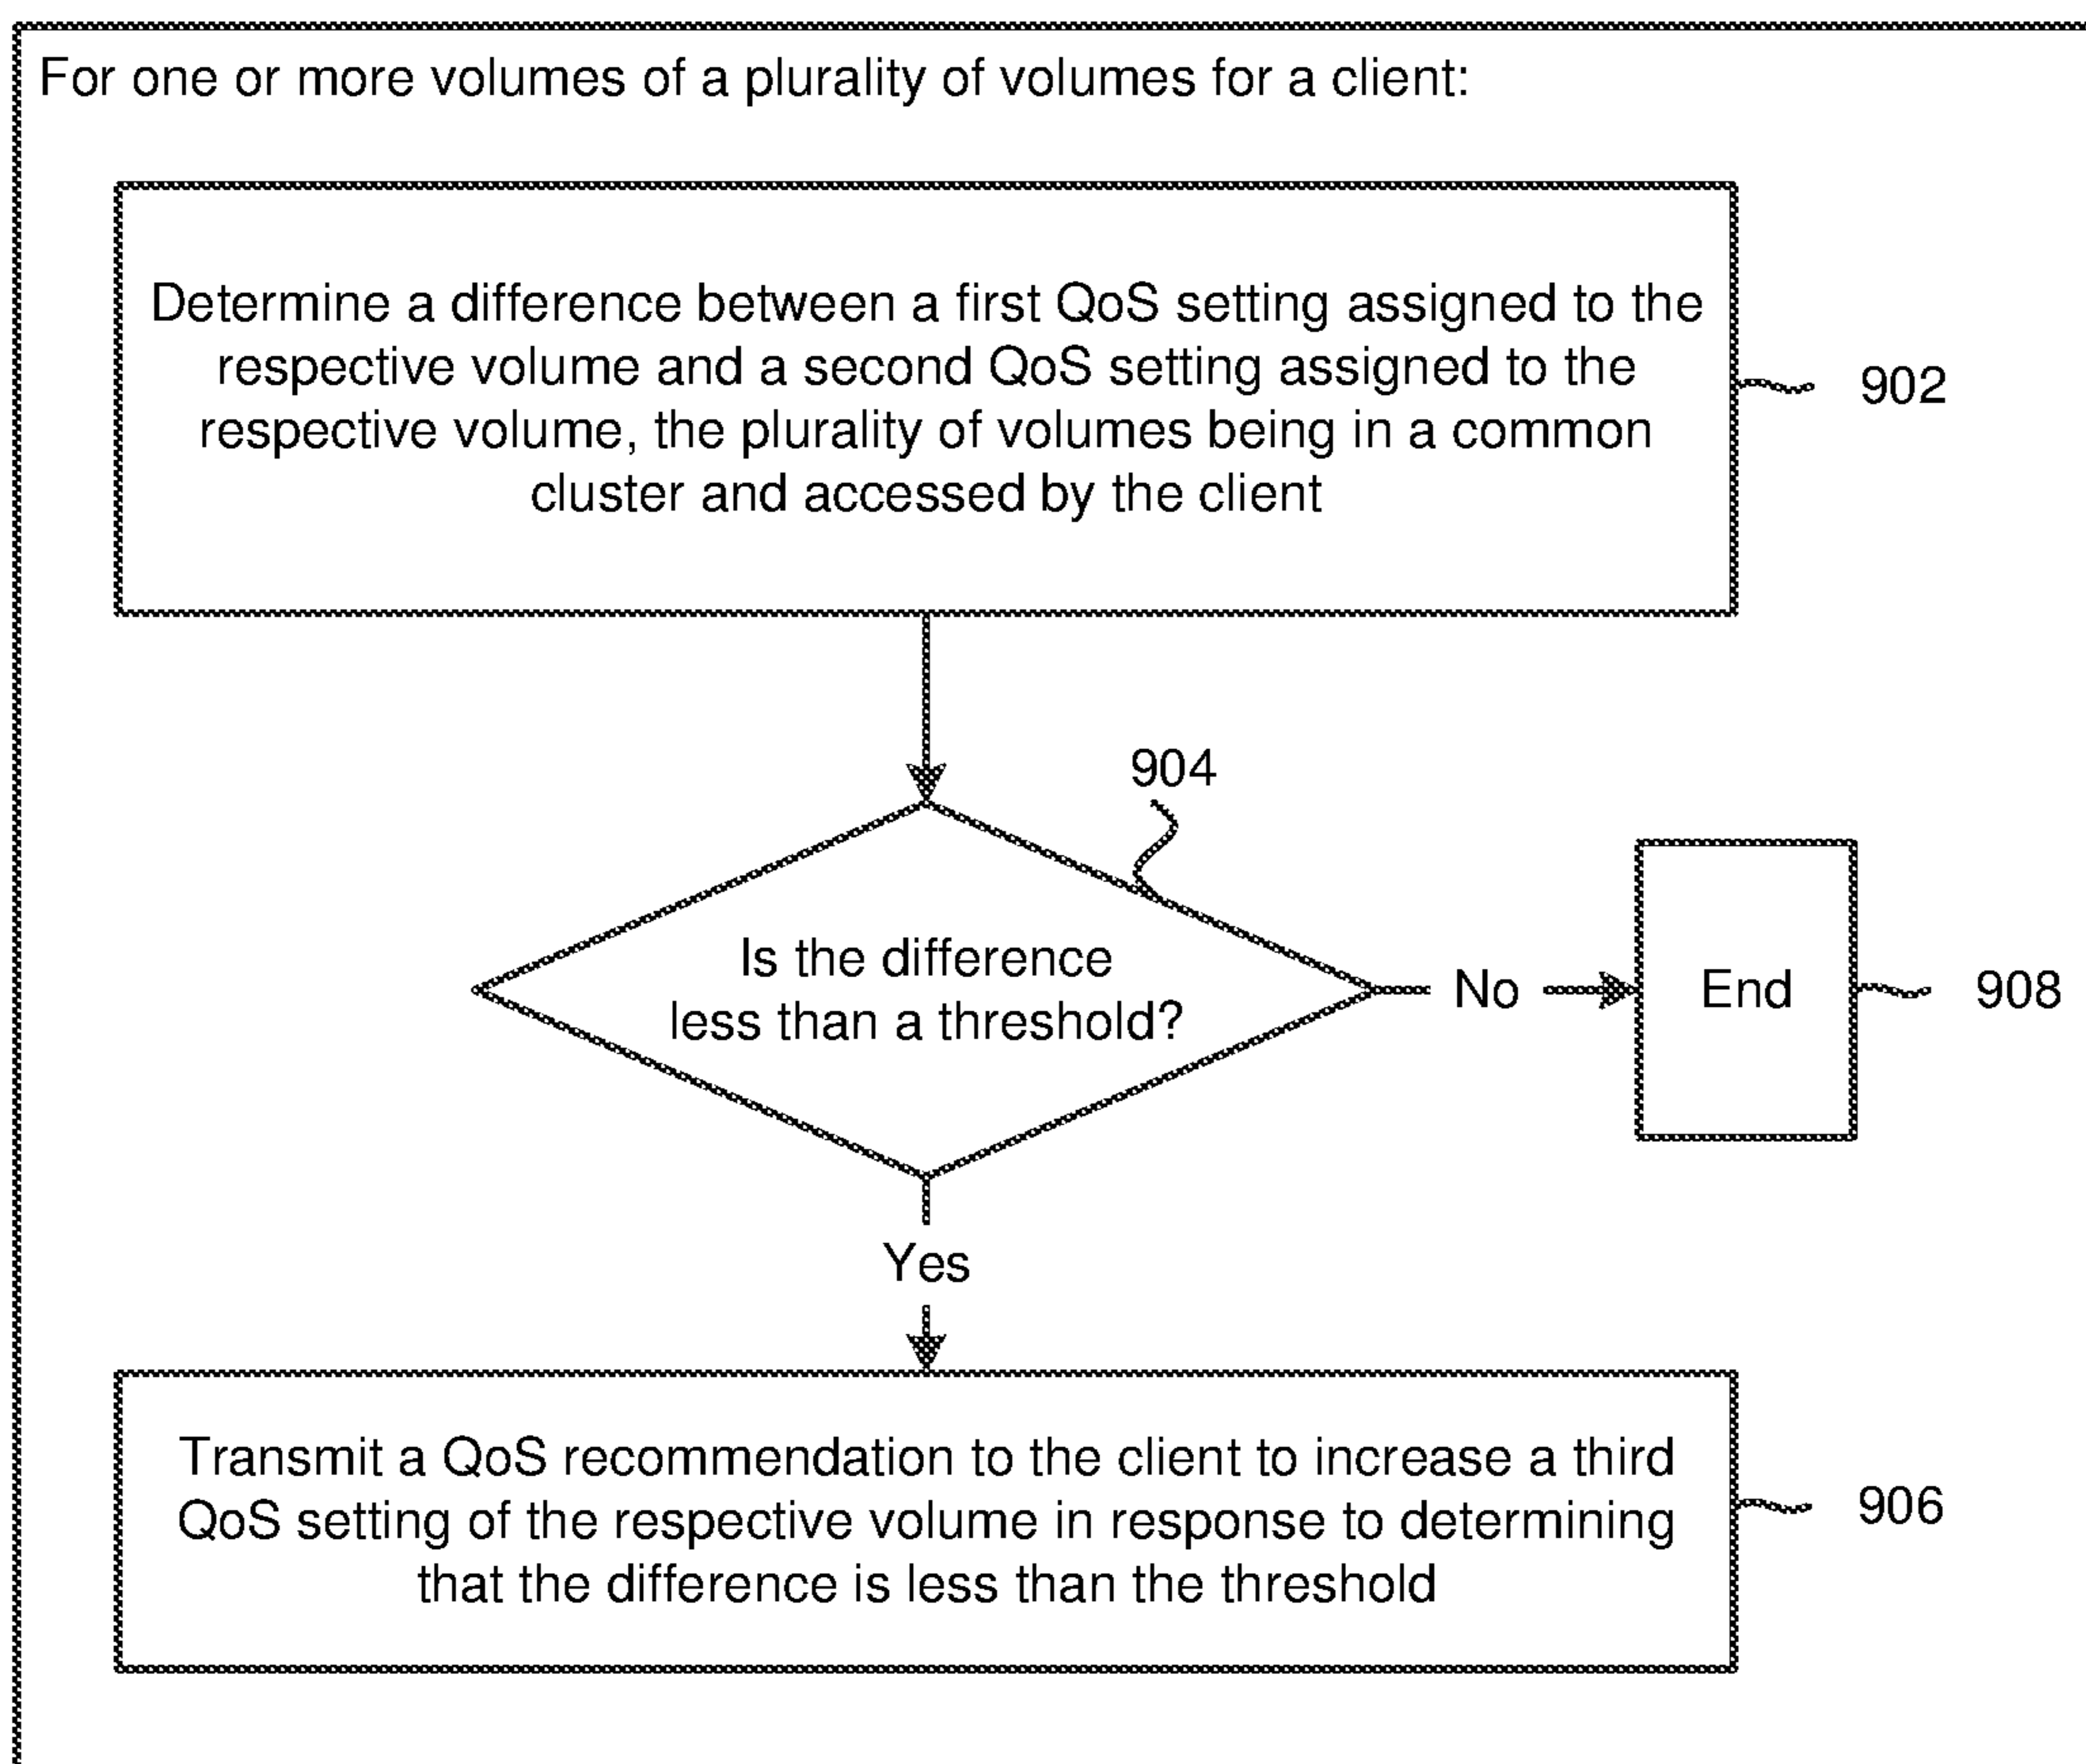 For one or more volumes of a plurality of volumes for a client:
Determine a difference between a first QoS setting assigned to the
respective volume and a second QoS setting assigned to the
respective volume, the plurality of volumes being in a common
cluster and accessed by the client
902
904
Is the difference
less than a threshold?
No
End
908
Yes
Transmit a QoS recommendation to the client to increase a third
QoS setting of the respective volume in response to determining
that the difference is less than the threshold
906